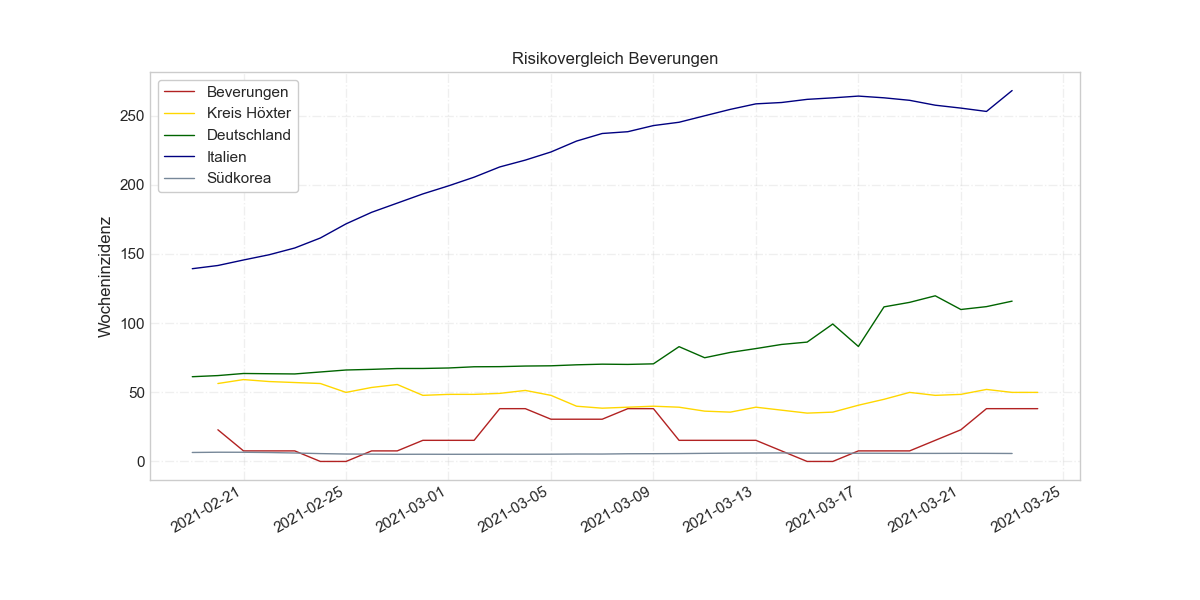 Risikovergleich Beverungen
Beverungen
Kreis Höxter
Deutschland
Italien
Südkorea
Wocheninzidenz
250
200
150
100
50
0
2021-02-21
2021-02-25
2021-03-01
2021-03-05
2021-03-09
2021-03-13
2021-03-17
2021-03-21
2021-03-25